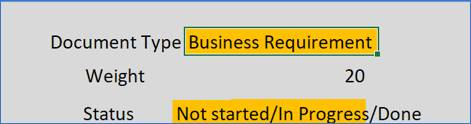 Document Type Business Requirement
Weight 20
Status Not started/In Progress/Done